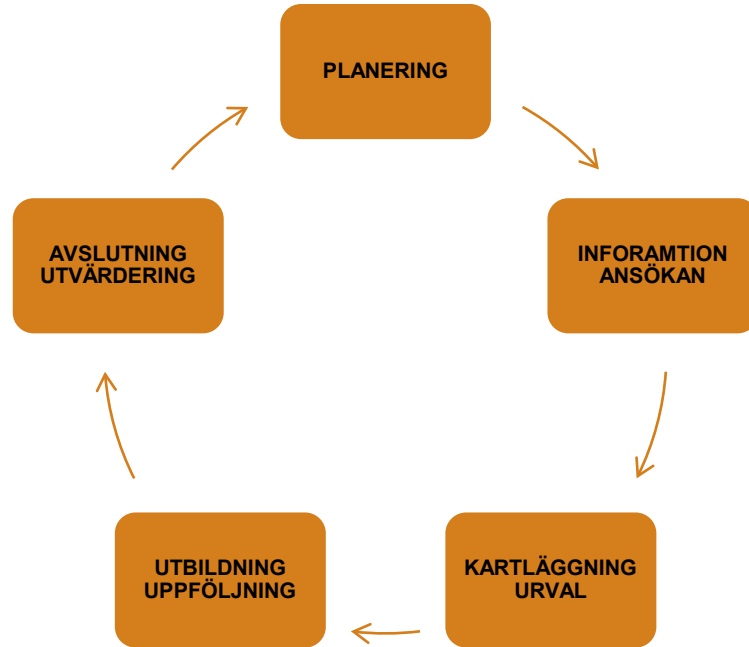 PLANERING
INFORAMTION
ANSÖKAN
KARTLÄGGNING
URVAL
UTBILDNING
UPPFÖLJNING
AVSLUTNING
UTVÄRDERING